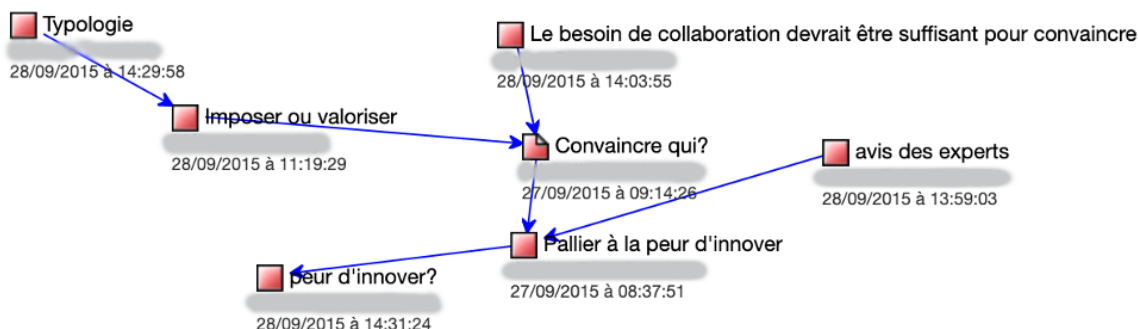 Typologie
28/09/2015 à 14:29:58
Le besoin de collaboration devrait être suffisant pour convaincre
28/09/2015 à 14:03:55
Imposer ou valoriser
28/09/2015 à 11:19:29
Convaincre qui?
27/09/2015 à 09:14:26
avis des experts
28/09/2015 à 13:59:03
Pallier à la peur d'innover
27/09/2015 à 08:37:51
peur d'innover?
28/09/2015 à 14:31:24